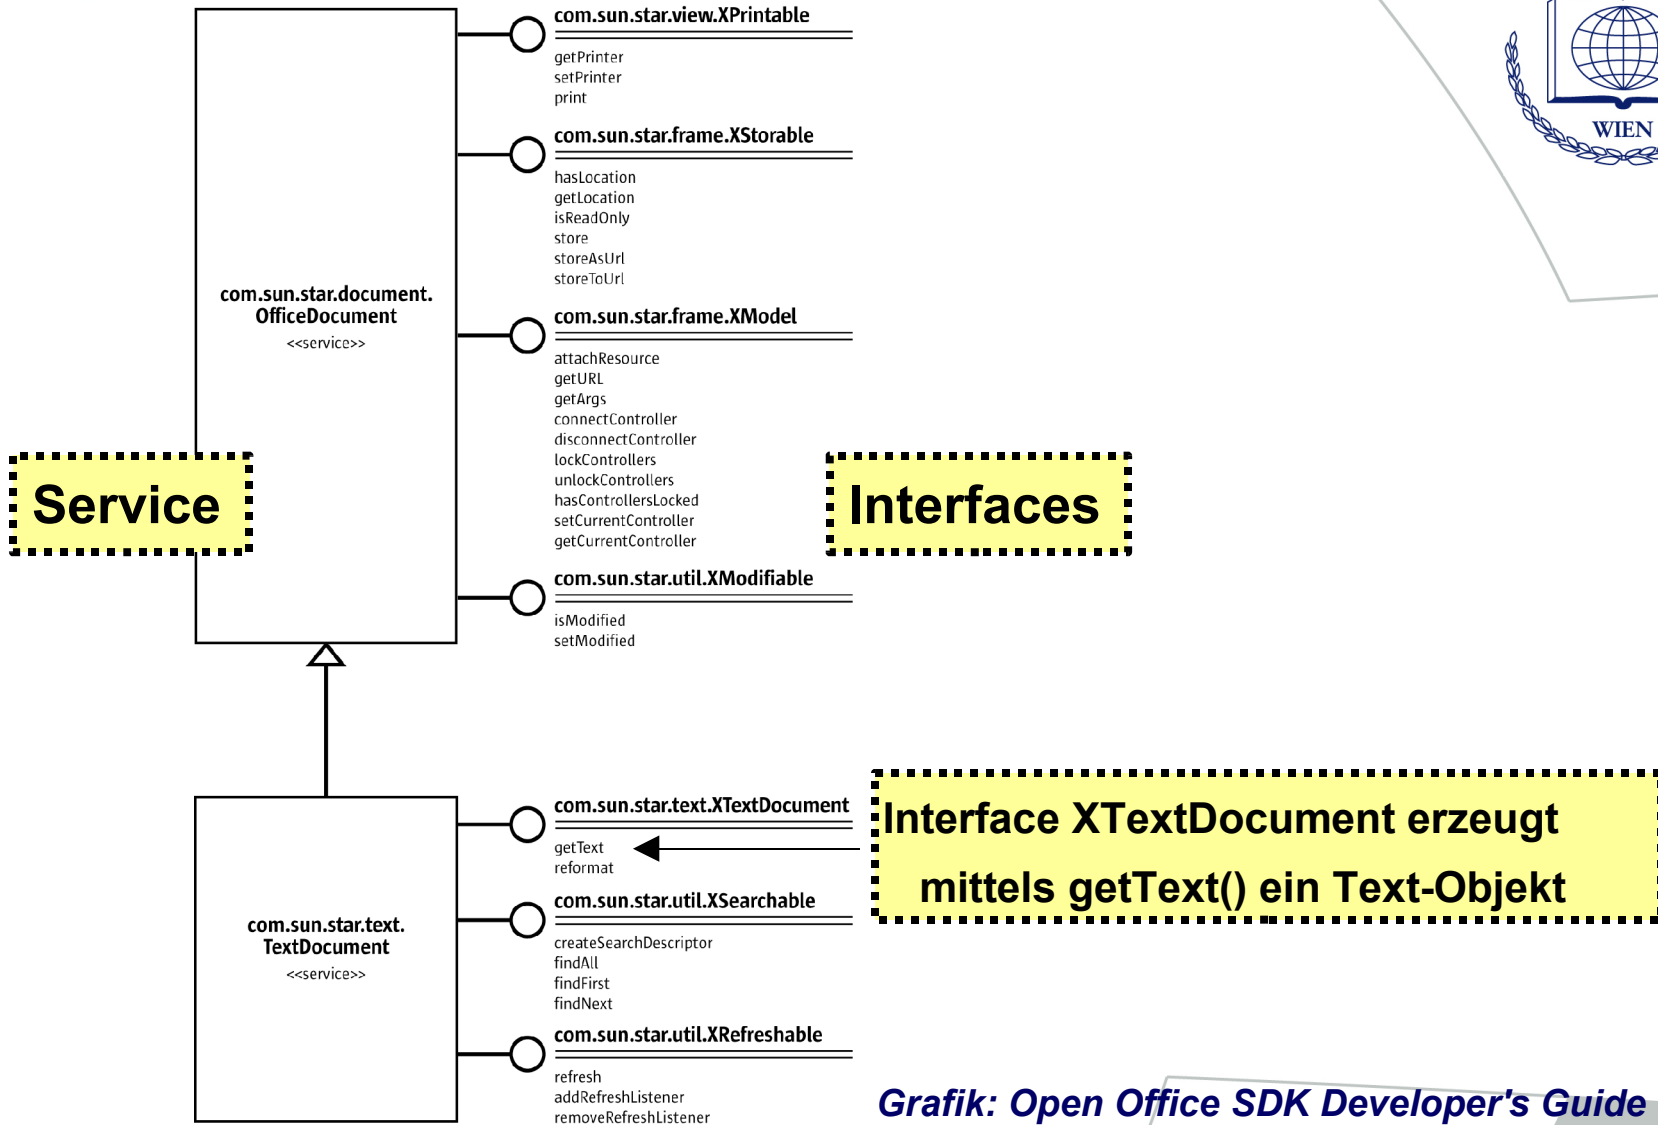 com.sun.star.view.XPrintable
getPrinter
setPrinter
print
com.sun.star.frame.XStorable
hasLocation
getLocation
isReadOnly
store
storeAsUrl
storeToUrl
com.sun.star.document.
OfficeDocument
<<service>>
com.sun.star.frame.XModel
attachResource
getURL
getArgs
connectController
disconnectController
lockControllers
unlockControllers
hasControllersLocked
setCurrentController
getCurrentController
Service
Interfaces
com.sun.star.util.XModifiable
isModified
setModified
com.sun.star.text.XTextDocument
getText
reformat
Interface XTextDocument erzeugt
mittels getText() ein Text-Objekt
com.sun.star.text.
TextDocument
<<service>>
com.sun.star.util.XSearchable
createSearchDescriptor
findAll
findFirst
findNext
com.sun.star.util.XRefreshable
refresh
addRefreshListener
removeRefreshListener
Grafik: Open Office SDK Developer's Guide
WIEN